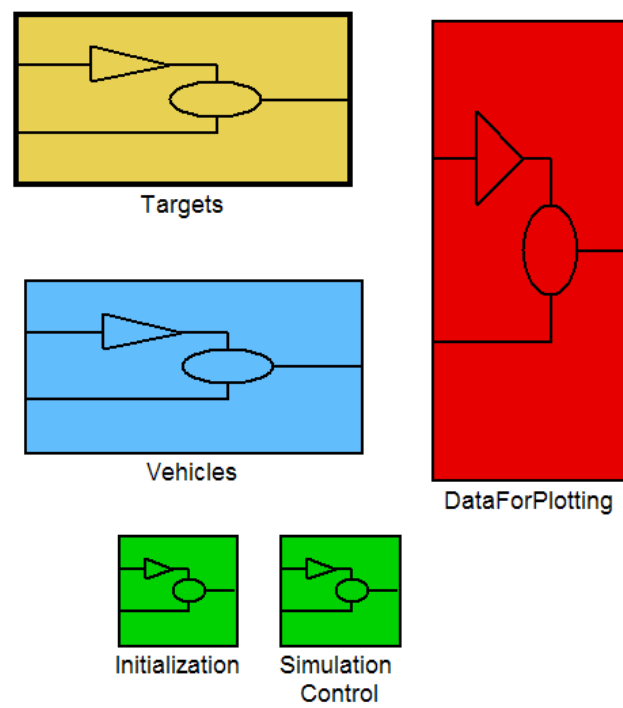 Targets
Vehicles
DataForPlotting
Initialization
Simulation
Control